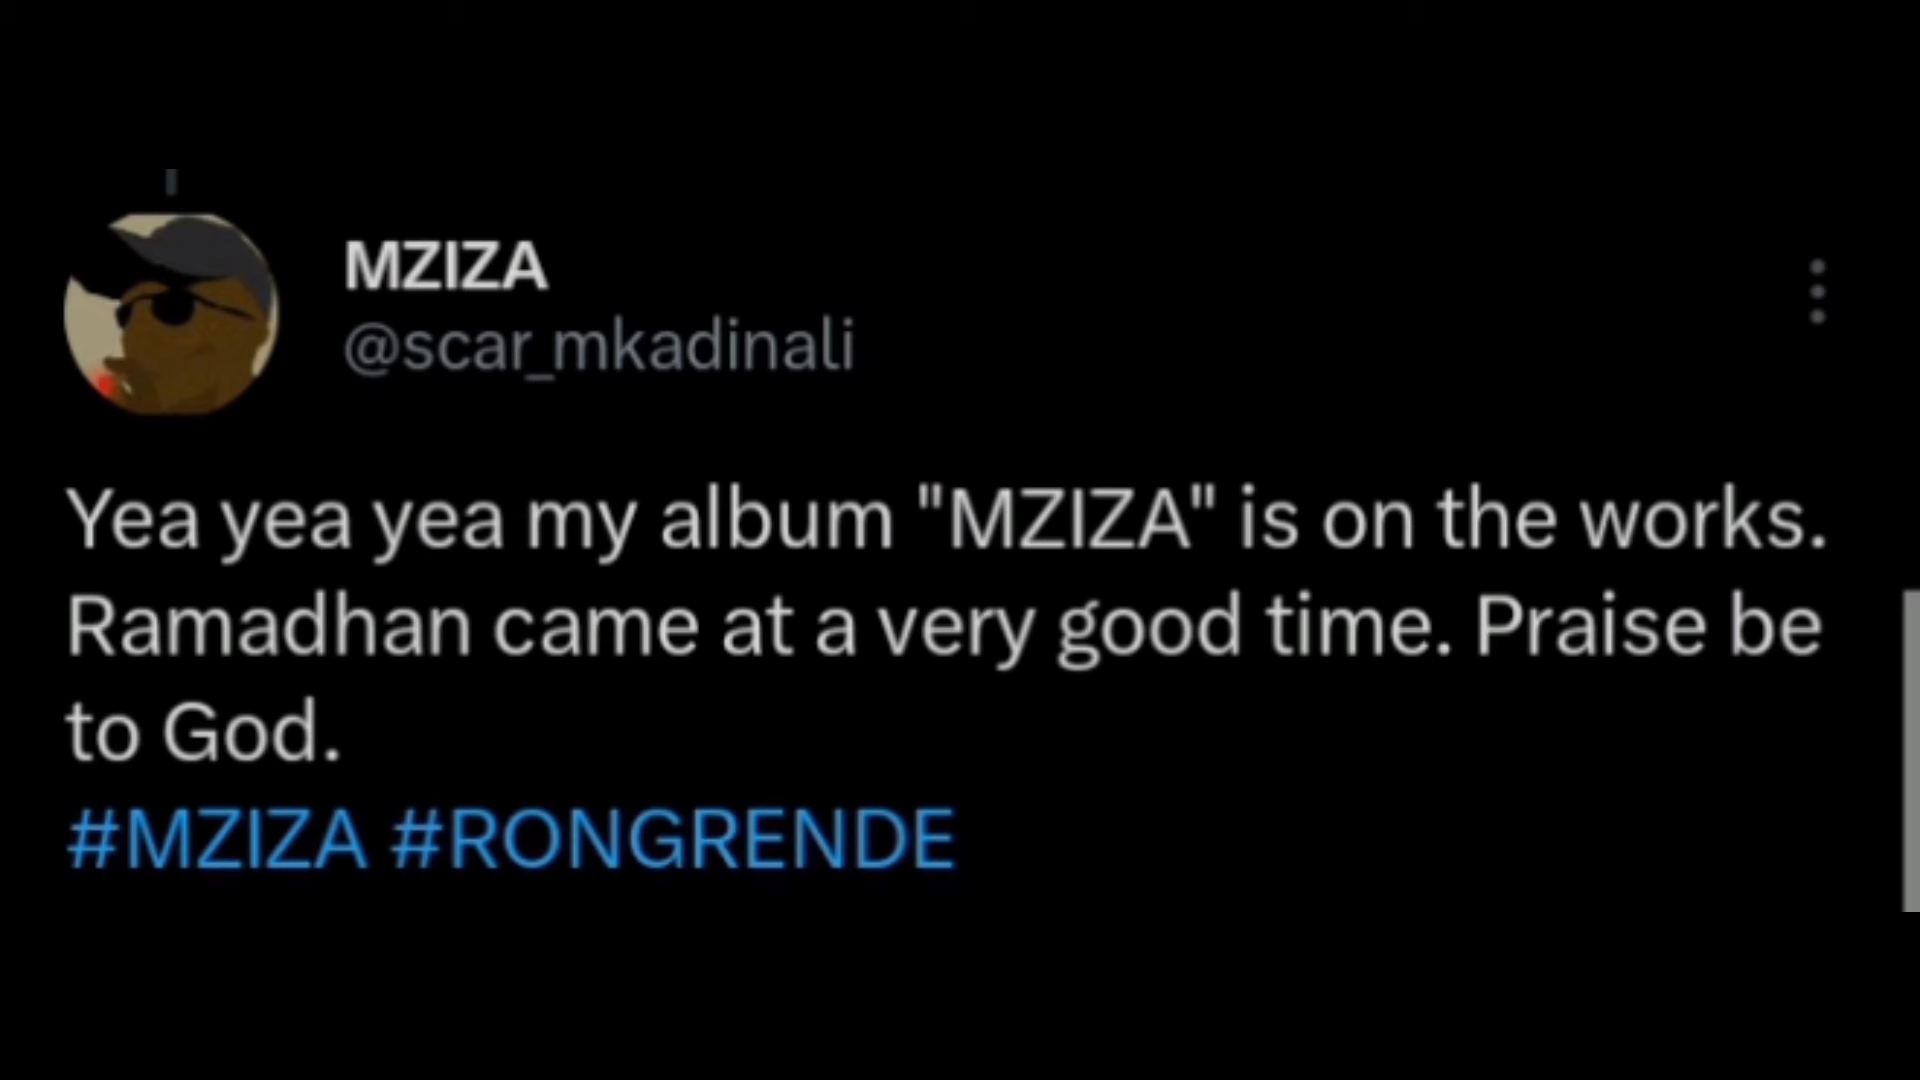 MZIZA
@scar_mkadinali
Yea yea yea my album "MZIZA" is on the works.
Ramadhan came at a very good time. Praise be
to God.
#MZIZA #RONGRENDE